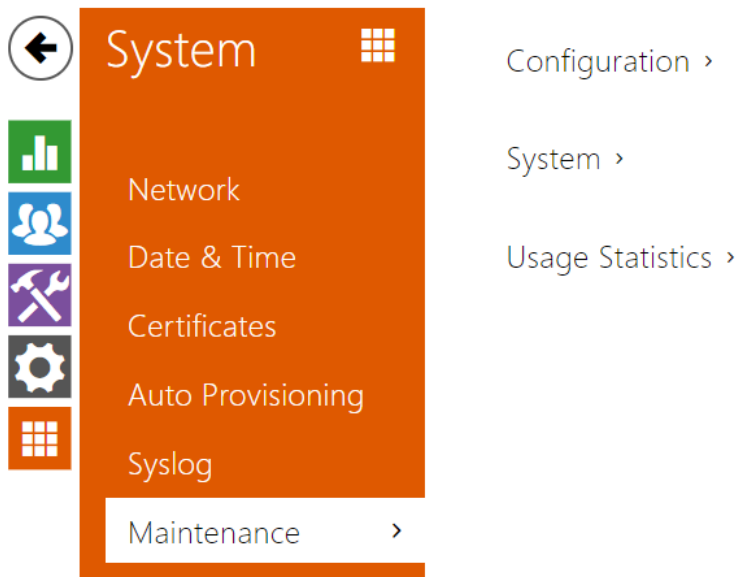 System
Network
Date & Time
Certificates
Auto Provisioning
Syslog
Maintenance
Configuration
System
Usage Statistics